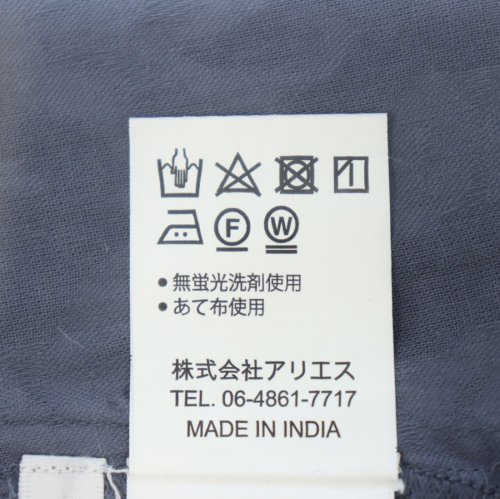 F W
• 無蛍光洗剤使用
• あて布使用
株式会社アリエス
TEL. 06-4861-7717
MADE IN INDIA